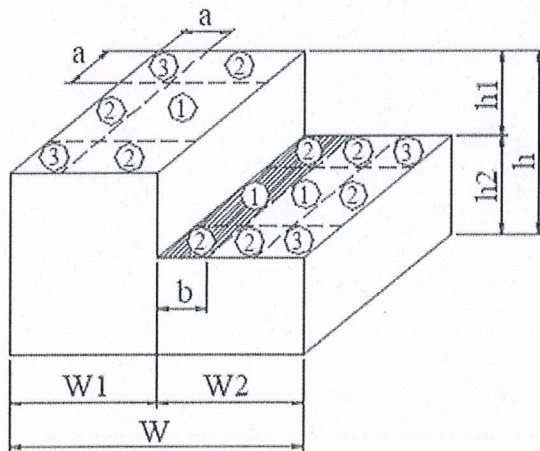 a
a
③ ②
② ①
③ ②
h1
② ② ③
① ① ②
② ② ③
h2
h
b
W1 W2
W